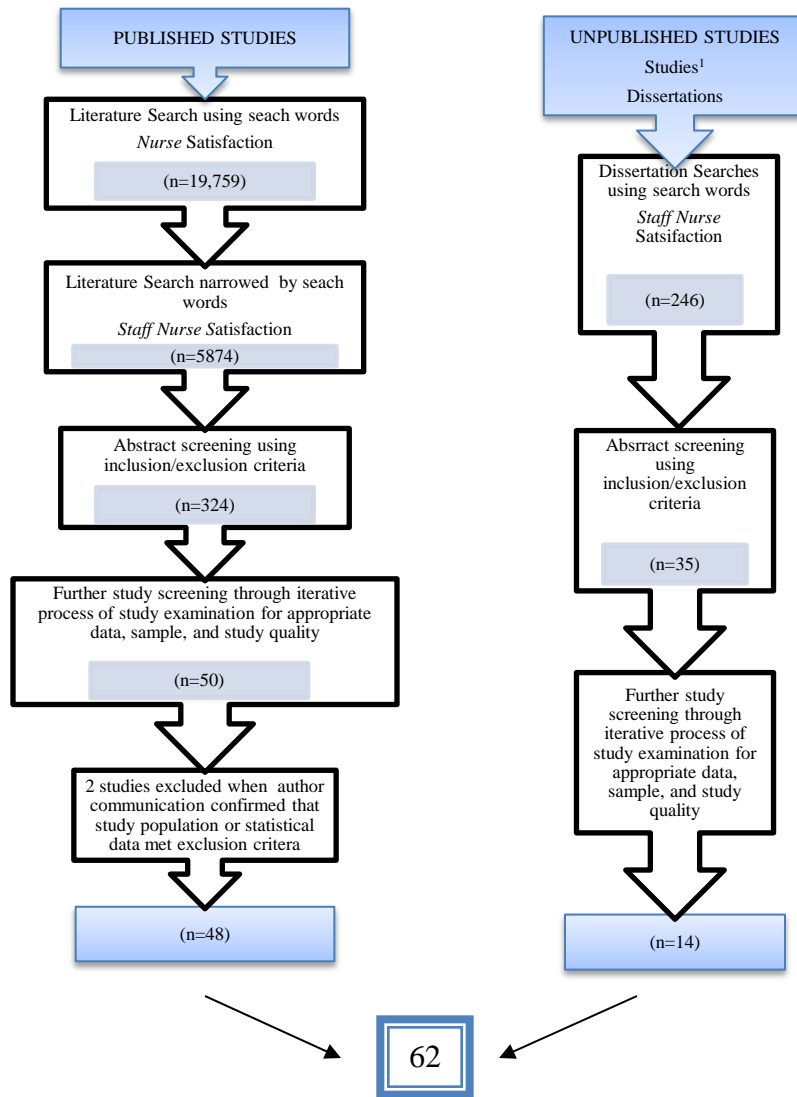 PUBLISHED STUDIES
Literature Search using seach words
Nurse Satisfaction
(n=19,759)
Literature Search narrowed by seach
words
Staff Nurse Satisfaction
(n=5874)
Abstract screening using
inclusion/exclusion criteria
(n=324)
Further study screening through iterative
process of study examination for appropriate
data, sample, and study quality
(n=50)
2 studies excluded when author
communication confirmed that
study population or statistical
data met exclusion criteria
(n=48)
UNPUBLISHED STUDIES
Studies¹
Dissertations
Dissertation Searches
using search words
Staff Nurse
Satsifaction
(n=246)
Absrract screening
using
inclusion/exclusion
criteria
(n=35)
Further study
screening through
iterative process of
study examination for
appropriate data,
sample, and study
quality
(n=14)
62